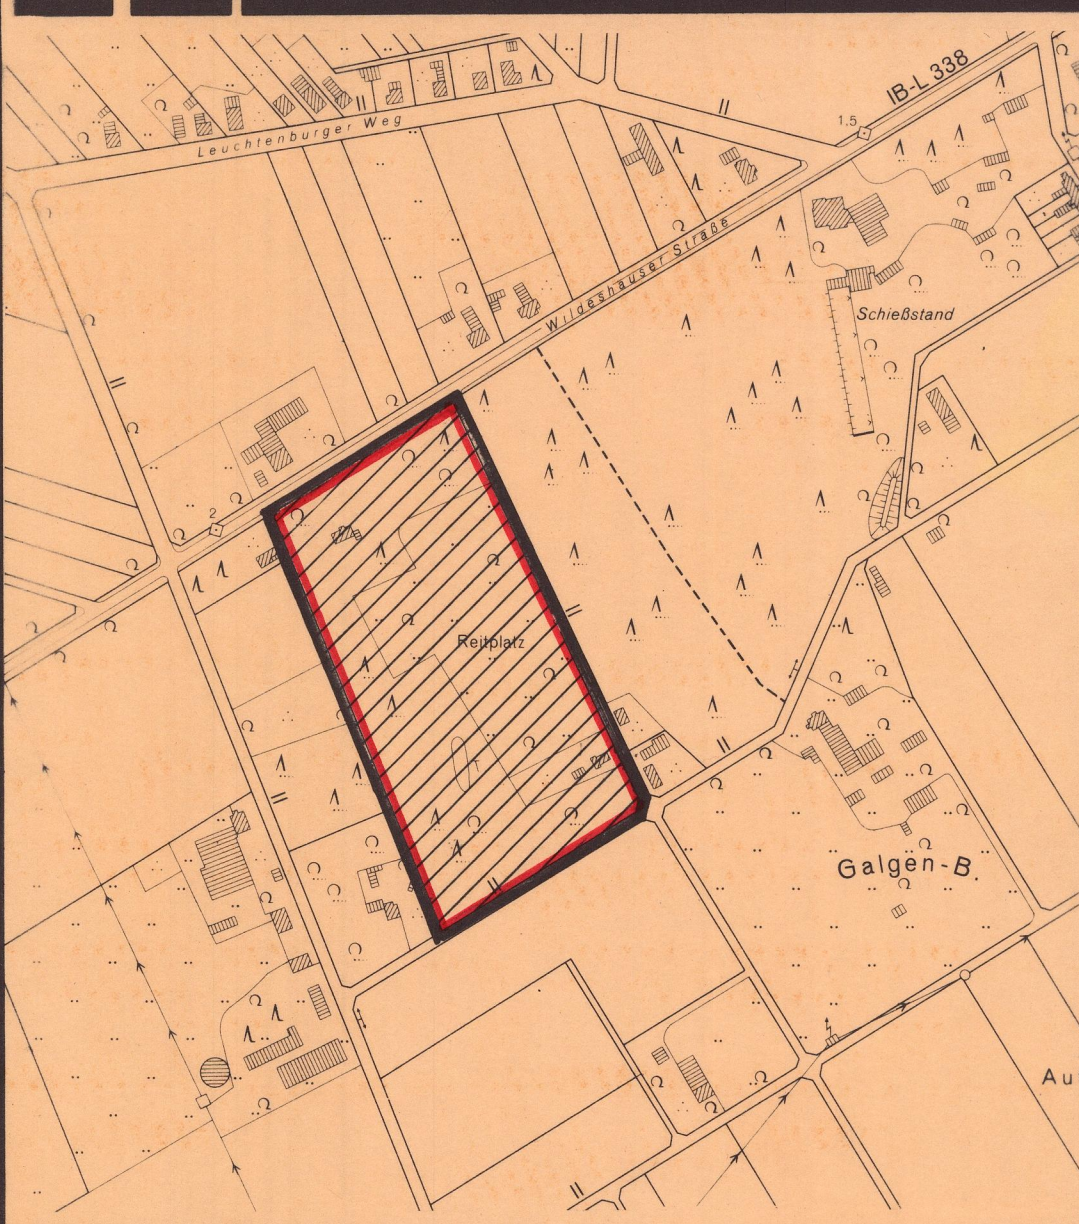 IB-L 338
1,5
Leuchtenburger Weg
Wildeshauser Straße
Schießstand
2
Reitplatz
Galgen-B.
Au